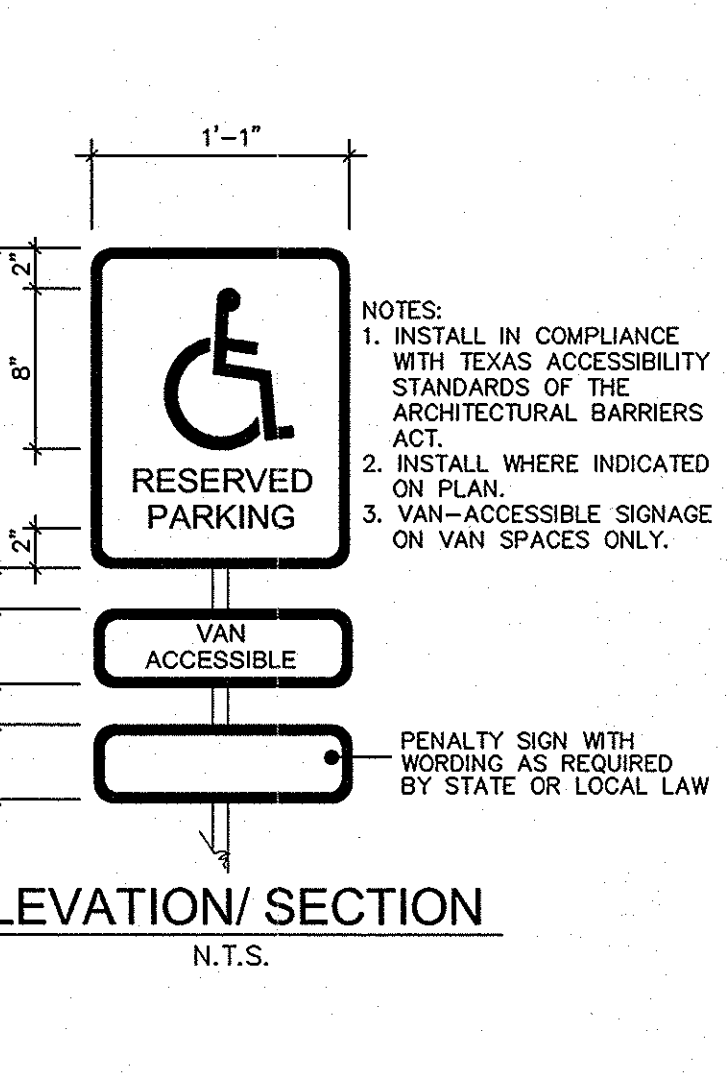 1'-1"
2"
8"
2"
RESERVED
PARKING
VAN
ACCESSIBLE
NOTES:
1. INSTALL IN COMPLIANCE
WITH TEXAS ACCESSIBILITY
STANDARDS OF THE
ARCHITECTURAL BARRIERS
ACT.
2. INSTALL WHERE INDICATED
ON PLAN.
3. VAN-ACCESSIBLE SIGNAGE
ON VAN SPACES ONLY.
PENALTY SIGN WITH
WORDING AS REQUIRED
BY STATE OR LOCAL LAW
LEVATION/ SECTION
N.T.S.